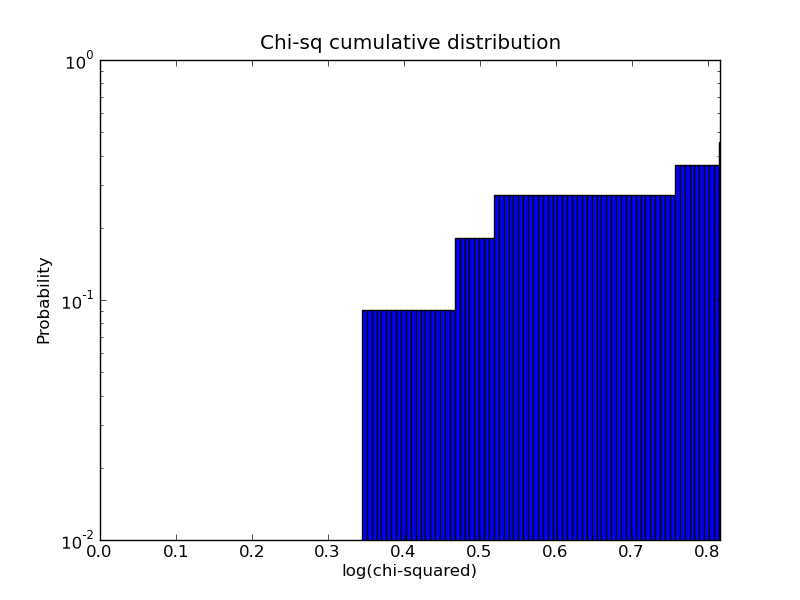 Chi-sq cumulative distribution
10^0
10^-1
10^-2
Probability
0.0 0.1 0.2 0.3 0.4 0.5 0.6 0.7 0.8
log(chi-squared)